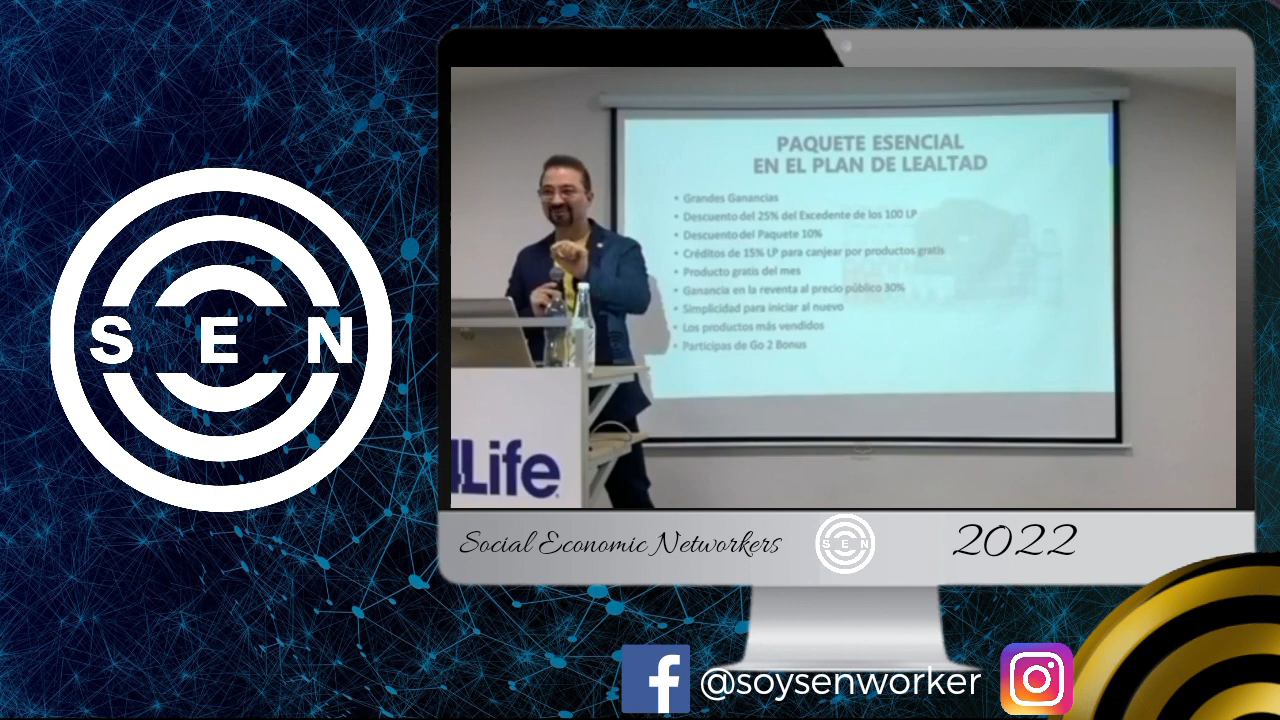 S E N
PAQUETE ESENCIAL
EN EL PLAN DE LEALTAD
• Grandes Ganancias
• Descuento del 25% del Excedente de los 100 LP
• Descuento del Paquete 10%
• Créditos de 15% LP para canjear por productos gratis
• Producto gratis del mes
• Ganancia en la reventa al precio público 30%
• Simplicidad para iniciar al nuevo
• Los productos más vendidos
• Participas de Go 2 Bonus
4Life
Social Economic Networkers
S E N
2022
@soysenworker